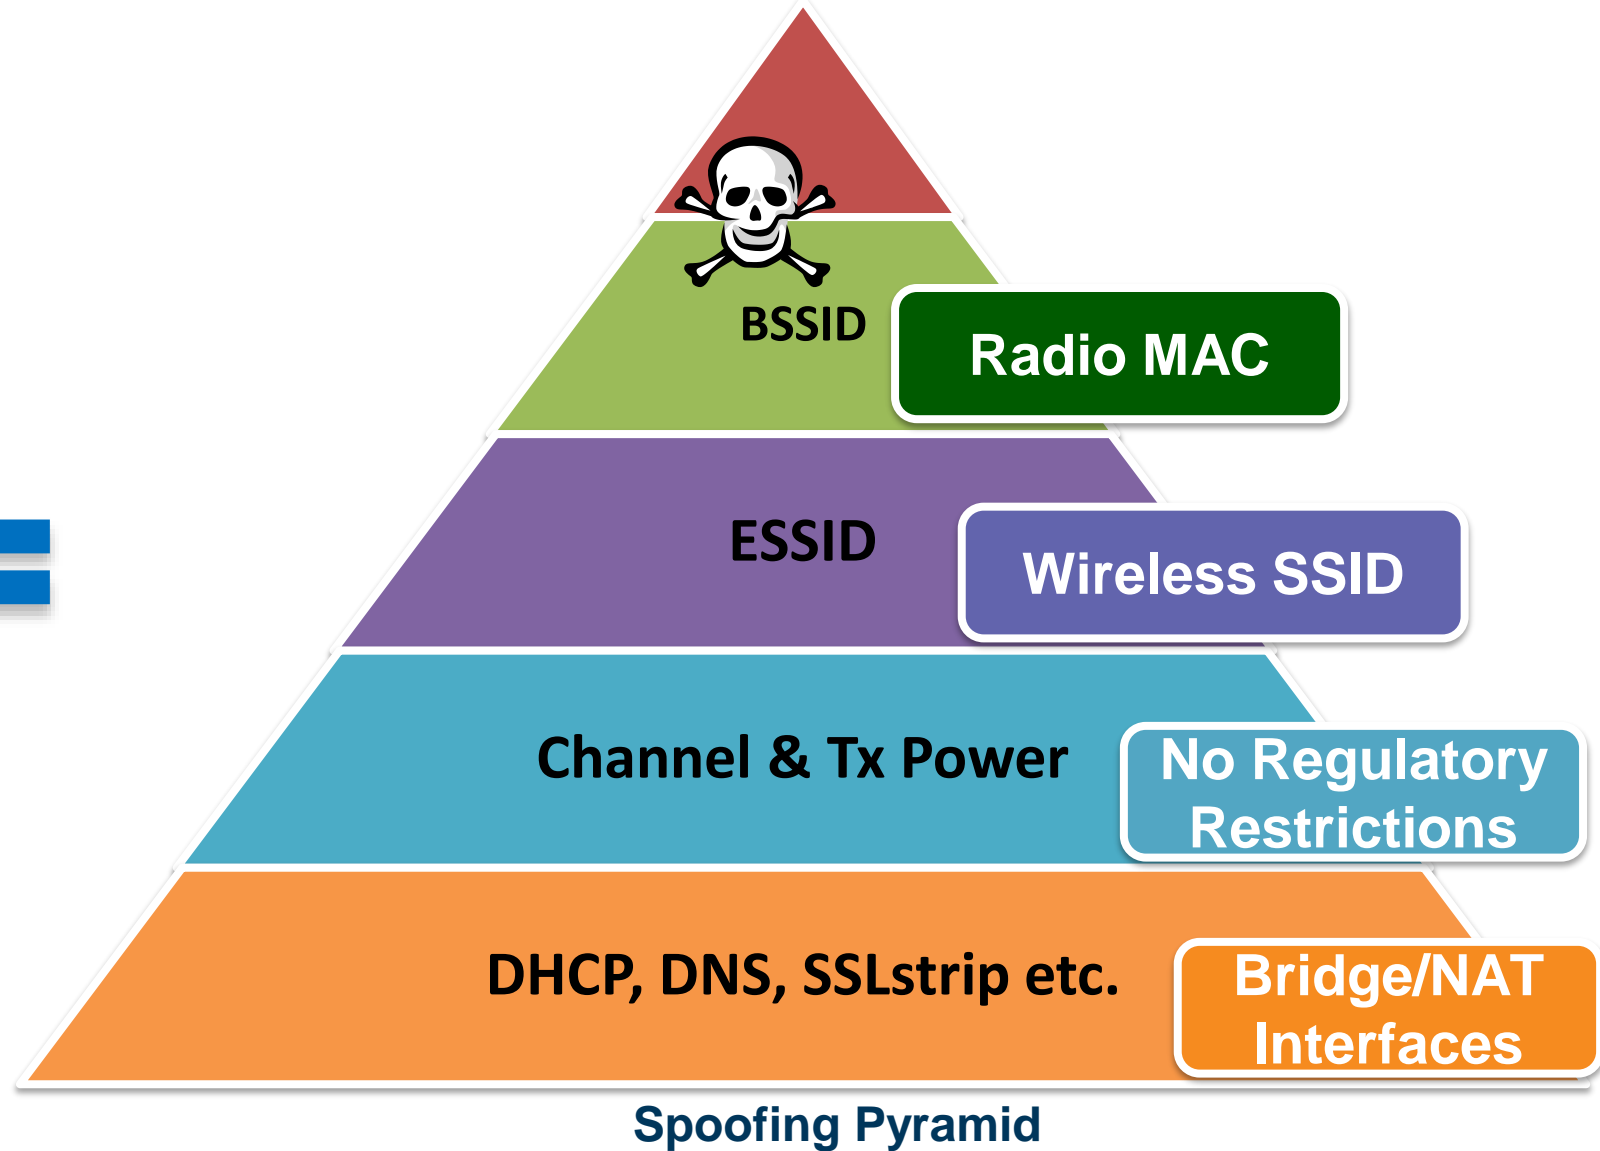 BSSID
Radio MAC
ESSID
Wireless SSID
Channel & Tx Power
No Regulatory
Restrictions
DHCP, DNS, SSLstrip etc.
Bridge/NAT
Interfaces
Spoofing Pyramid